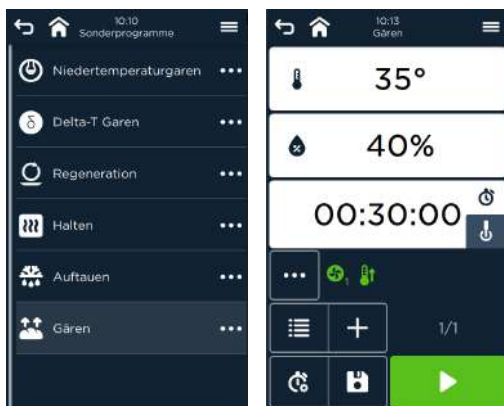 10:10
Sonderprogramme
Niedertemperaturgaren
Delta-T Garen
Regeneration
Halten
Auftauen
Gären
10:13
Gären
35°
40%
00:30:00
1
1/1